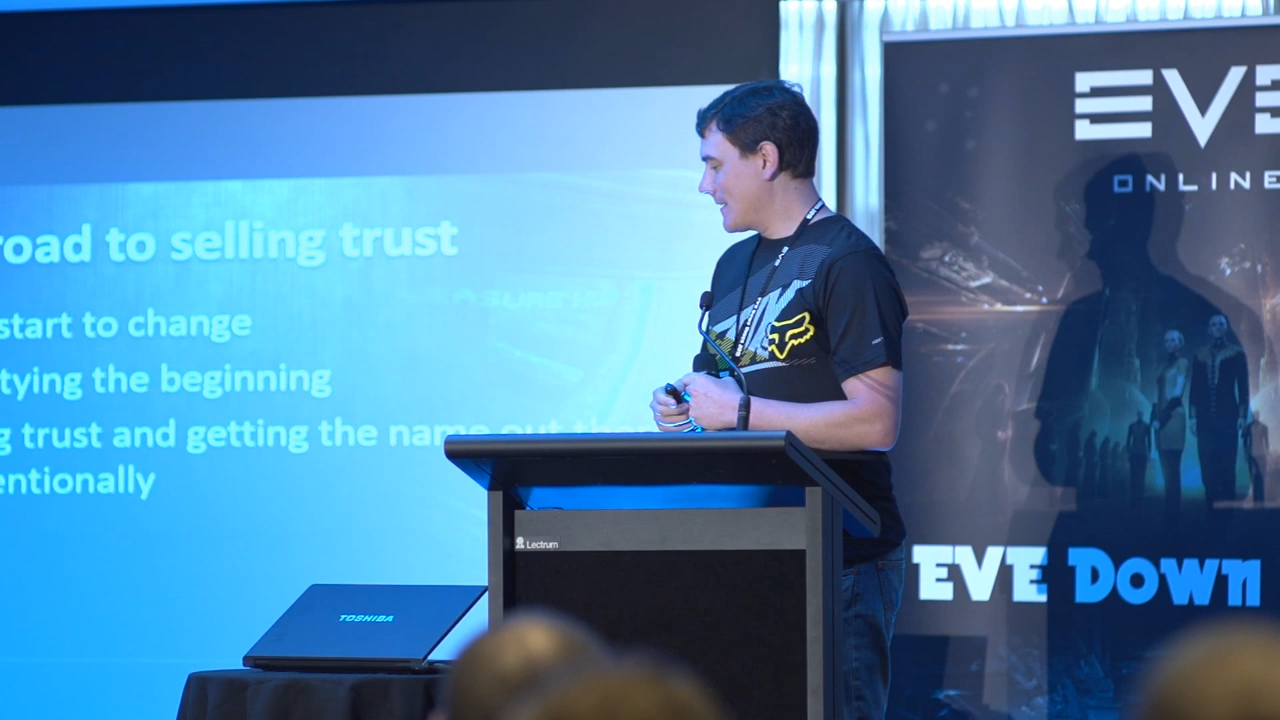 road to selling trust
start to change
tying the beginning
g trust and getting the name out
entionally
EVE
ONLINE
EVE Down
Lectrum
TOSHIBA